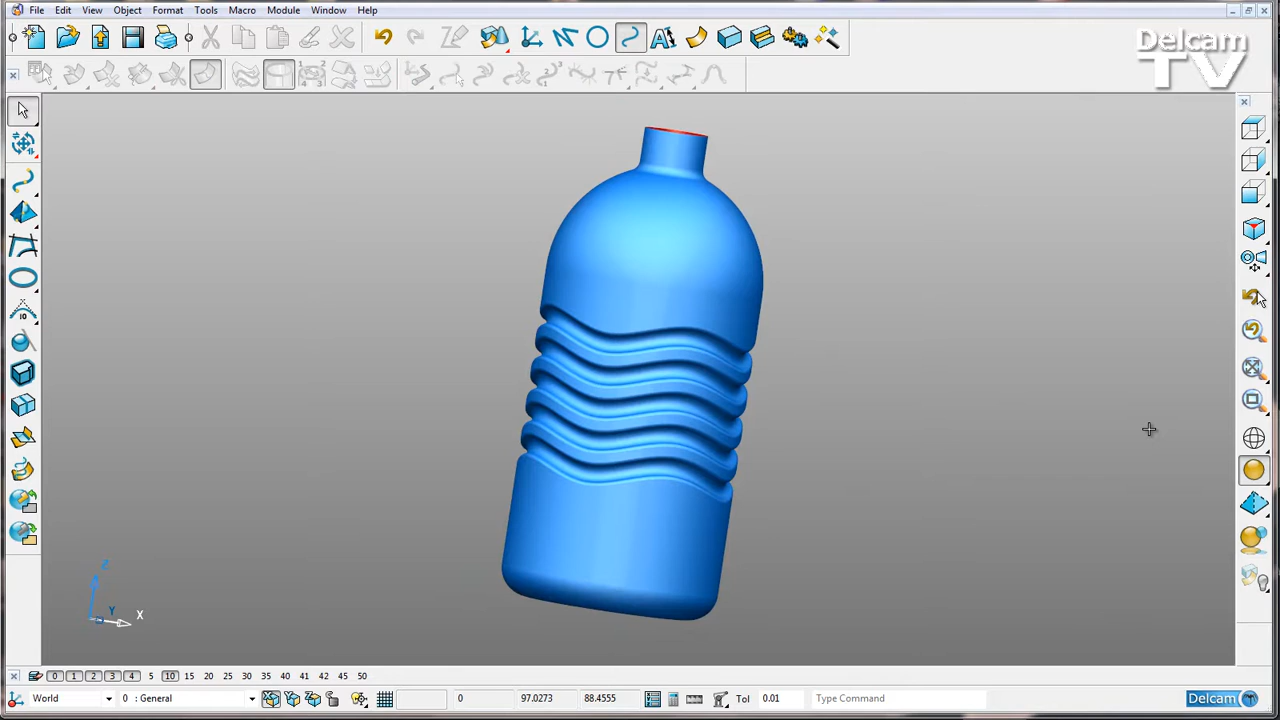 File Edit View Object Format Tools Macro Module Window Help
Delcam
TV
Z
Y X
0 1 2 3 4 5 10 15 20 25 30 35 40 41 42 45 50
World 0 : General 0 97.0273 88.4555 Tol 0.01 Type Command Delcam